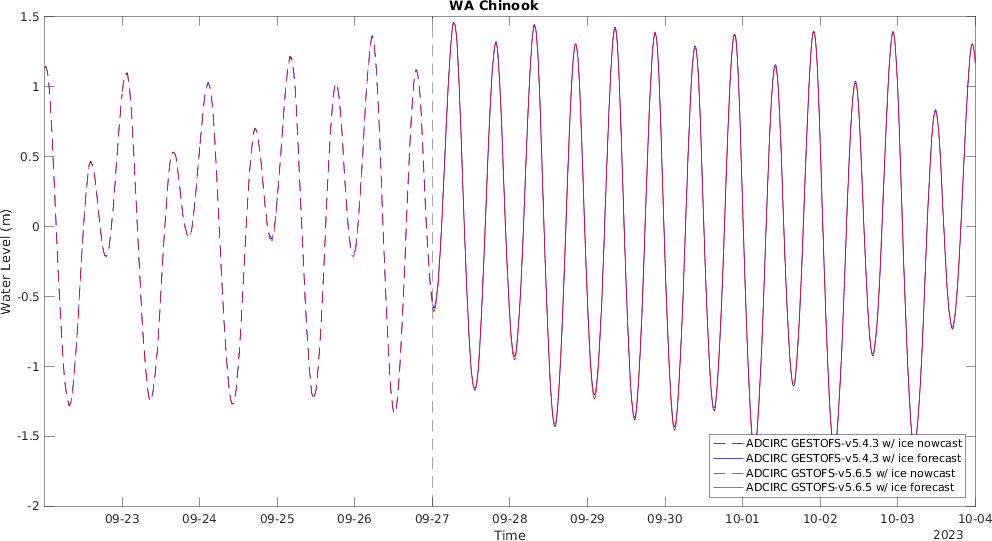 WA Chinook
1.5
1
0.5
0
-0.5
-1
-1.5
-2
Water Level (m)
09-23 09-24 09-25 09-26 09-27 09-28 09-29 09-30 10-01 10-02 10-03 10-04
Time
2023
ADCIRC GESTOFS-v5.4.3 w/ ice nowcast
ADCIRC GESTOFS-v5.4.3 w/ ice forecast
ADCIRC GSTOFS-v5.6.5 w/ ice nowcast
ADCIRC GSTOFS-v5.6.5 w/ ice forecast